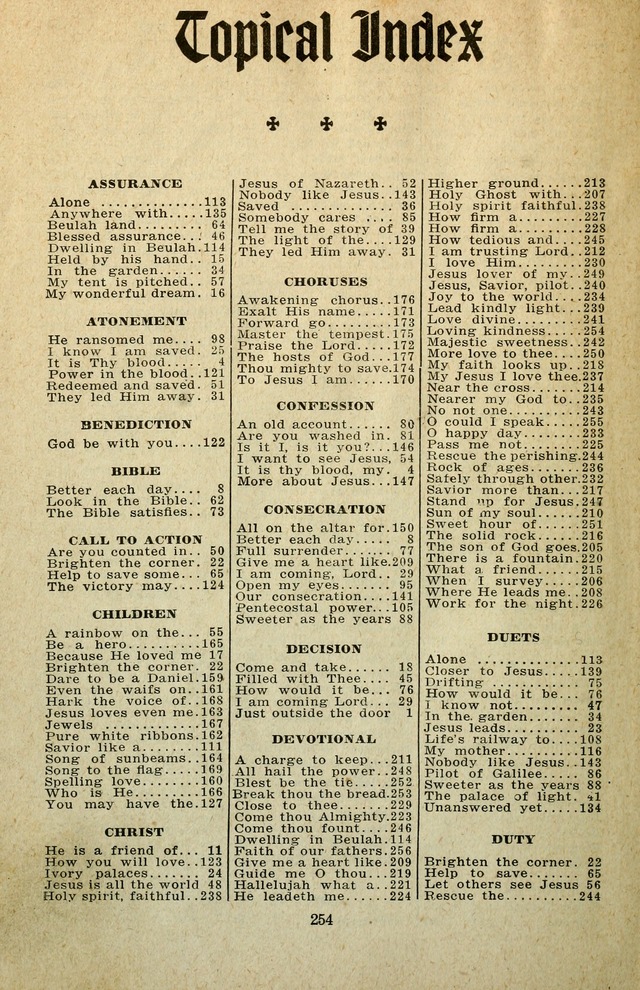 Topical Index
ASSURANCE
Alone ..............113
Anywhere with.....135
Beulah land......... 64
Blessed assurance... 46
Dwelling in Beulah.114
Held by his hand.. 15
In the garden...... 34
My tent is pitched.. 57
My wonderful dream. 16
ATONEMENT
He ransomed me.... 98
I know I am saved. 25
It is Thy blood..... 4
Power in the blood..121
Redeemed and saved. 51
They led Him away. 31
BENEDICTION
God be with you....122
BIBLE
Better each day.... 8
Look in the Bible.. 62
The Bible satisfies.. 73
CALL TO ACTION
Are you counted in.. 50
Brighten the corner. 22
Help to save some... 65
The victory may....124
CHILDREN
A rainbow on the... 55
Be a hero..........165
Because He loved me 17
Brighten the corner. 22
Dare to be a Daniel.159
Even the waifs on..161
Hark the voice of..168
Jesus loves even me.163
Jewels .............167
Pure white ribbons.162
Savior like a.......111
Song of sunbeams..164
Song to the flag....169
Spelling love.......160
Who is He.........166
You may have the.127
CHRIST
He is a friend of... 11
How you will love..123
Ivory palaces....... 24
Jesus is all the world 48
Holy spirit, faithful..238
Jesus of Nazareth.. 52
Nobody like Jesus..143
Saved .............. 36
Somebody cares .... 85
Tell me the story of 39
The light of the....129
They led Him away. 31
CHORUSES
Awakening chorus..176
Exalt His name.....171
Forward go.........173
Master the tempest.175
Praise the Lord....172
The hosts of God...177
Thou mighty to save.174
To Jesus I am......170
CONFESSION
An old account...... 80
Are you washed in. 81
Is it I, is it you?...146
I want to see Jesus, 54
It is thy blood, my. 4
More about Jesus...147
CONSECRATION
All on the altar for.150
Better each day..... 8
Full surrender...... 77
Give me a heart like.209
I am coming, Lord.. 29
Open my eyes...... 95
Our consecration....141
Pentecostal power...105
Sweeter as the years 88
DECISION
Come and take...... 18
Filled with Thee.... 45
How would it be... 76
I am coming Lord.. 29
Just outside the door 1
DEVOTIONAL
A charge to keep...211
All hail the power..248
Blest be the tie.....252
Break thou the bread.253
Close to thee.......229
Come thou Almighty.223
Come thou fount....246
Dwelling in Beulah.114
Faith of our fathers.256
Give me a heart like.209
Guide me O thou...219
Hallelujah what a..221
He leadeth me......224
Higher ground......213
Holy Ghost with...207
Holy spirit faithful.238
How firm a........227
How firm a........228
How tedious and....245
I am trusting Lord..212
I love Him.........230
Jesus lover of my..249
Jesus, Savior, pilot..240
Joy to the world....234
Lead kindly light...239
Love divine........241
Loving kindness....254
Majestic sweetness..242
More love to thee...250
My faith looks up..218
My Jesus I love thee.237
Near the cross......214
Nearer my God to..235
No not one.........243
O could I speak....255
O happy day.......233
Pass me not........225
Rescue the perishing.244
Rock of ages.......236
Safely through other.232
Savior more than...217
Stand up for Jesus.247
Sun of my soul.....210
Sweet hour of......251
The solid rock......216
The son of God goes.205
There is a fountain.220
What a friend......215
When I survey.....206
Where He leads me..208
Work for the night.226
DUETS
Alone ..............113
Closer to Jesus.....139
Drifting ........... 75
How would it be... 76
I know not......... 47
In the garden...... 34
Jesus leads......... 23
Life's railway to....108
My mother.........116
Nobody like Jesus..143
Pilot of Galilee..... 86
Sweeter as the years 88
The palace of light. 41
Unanswered yet.....134
DUTY
Brighten the corner. 22
Help to save....... 65
Let others see Jesus 56
Rescue the.........244
254